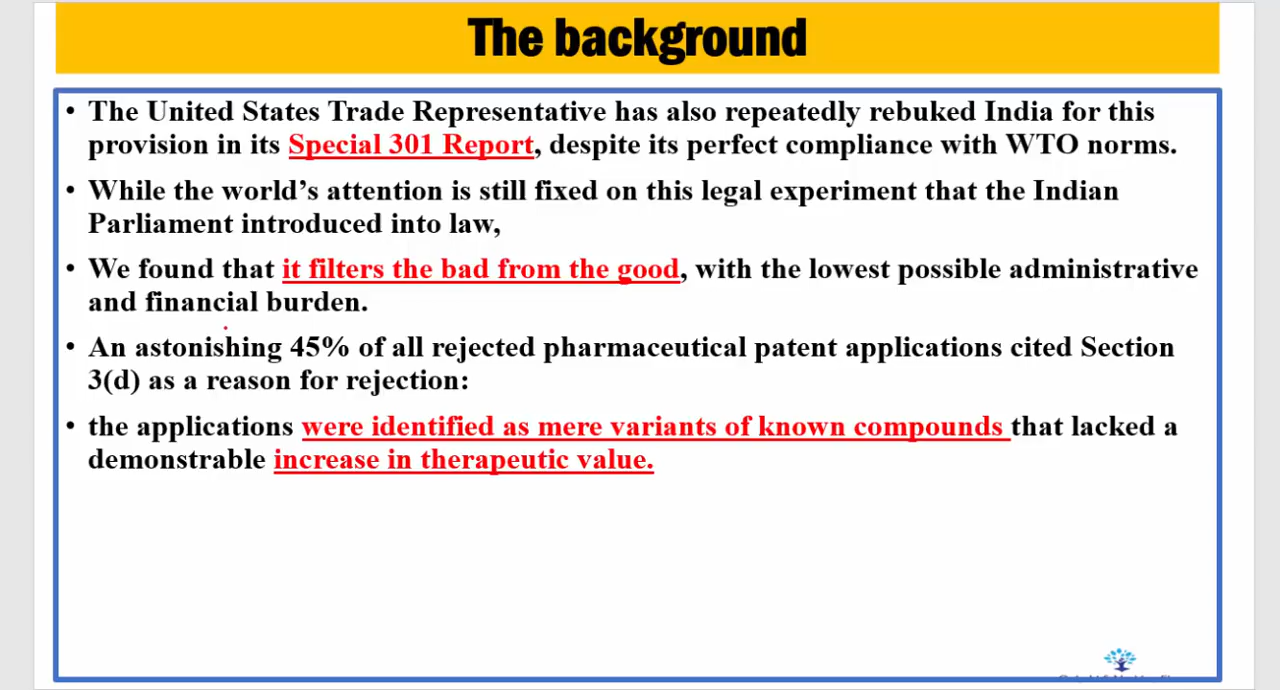 The background
• The United States Trade Representative has also repeatedly rebuked India for this
provision in its Special 301 Report, despite its perfect compliance with WTO norms.
• While the world’s attention is still fixed on this legal experiment that the Indian
Parliament introduced into law,
• We found that it filters the bad from the good, with the lowest possible administrative
and financial burden.
• An astonishing 45% of all rejected pharmaceutical patent applications cited Section
3(d) as a reason for rejection:
• the applications were identified as mere variants of known compounds that lacked a
demonstrable increase in therapeutic value.